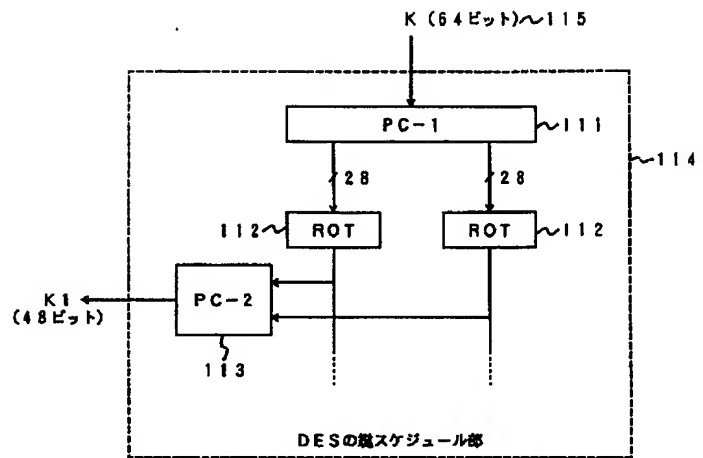 K (64ビット)～115
PC-1
111
114
28
28
112
ROT
ROT
112
K1
(48ビット)
PC-2
113
DESの鍵スケジュール部